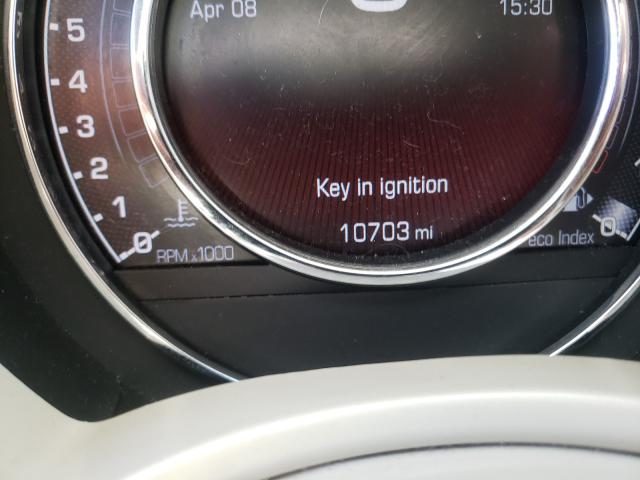 Apr 08 15:30
5
4
3
2
1
0
RPM x1000
Key in ignition
10703 mi
0
eco Index